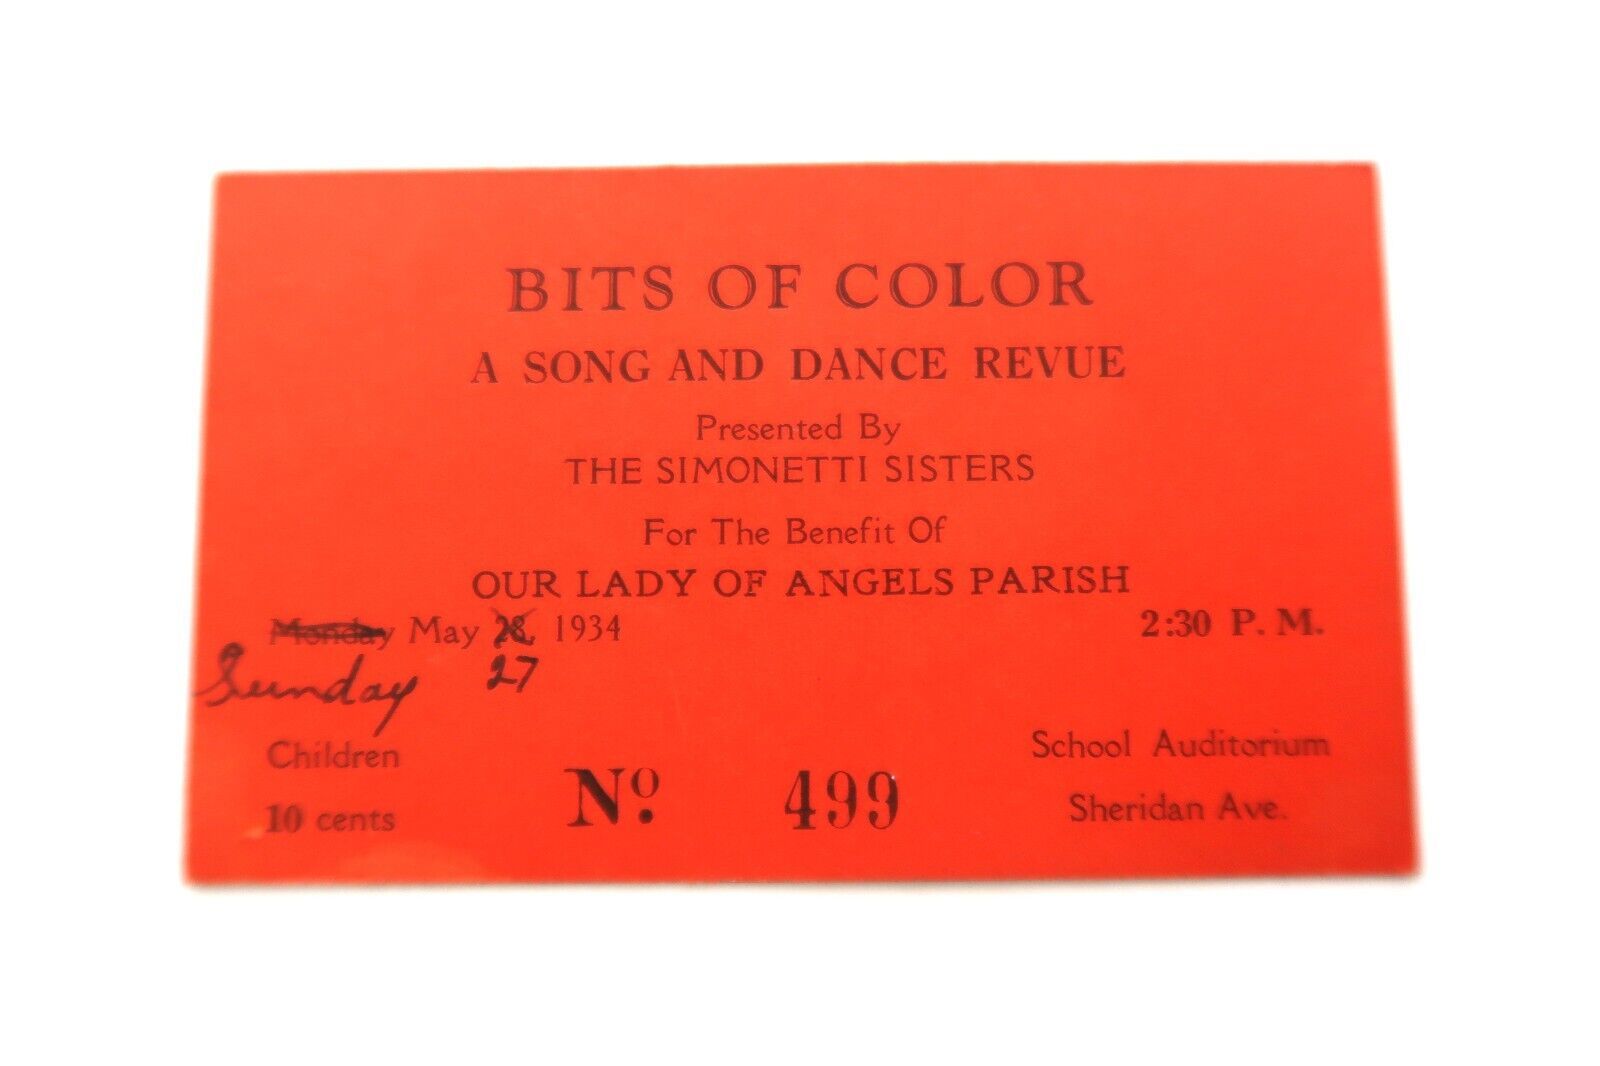 BITS OF COLOR
A SONG AND DANCE REVUE
Presented By
THE SIMONETTI SISTERS
For The Benefit Of
OUR LADY OF ANGELS PARISH
Monday May 28, 1934 2:30 P. M.
Sunday 27
Children School Auditorium
10 cents No. 499 Sheridan Ave.